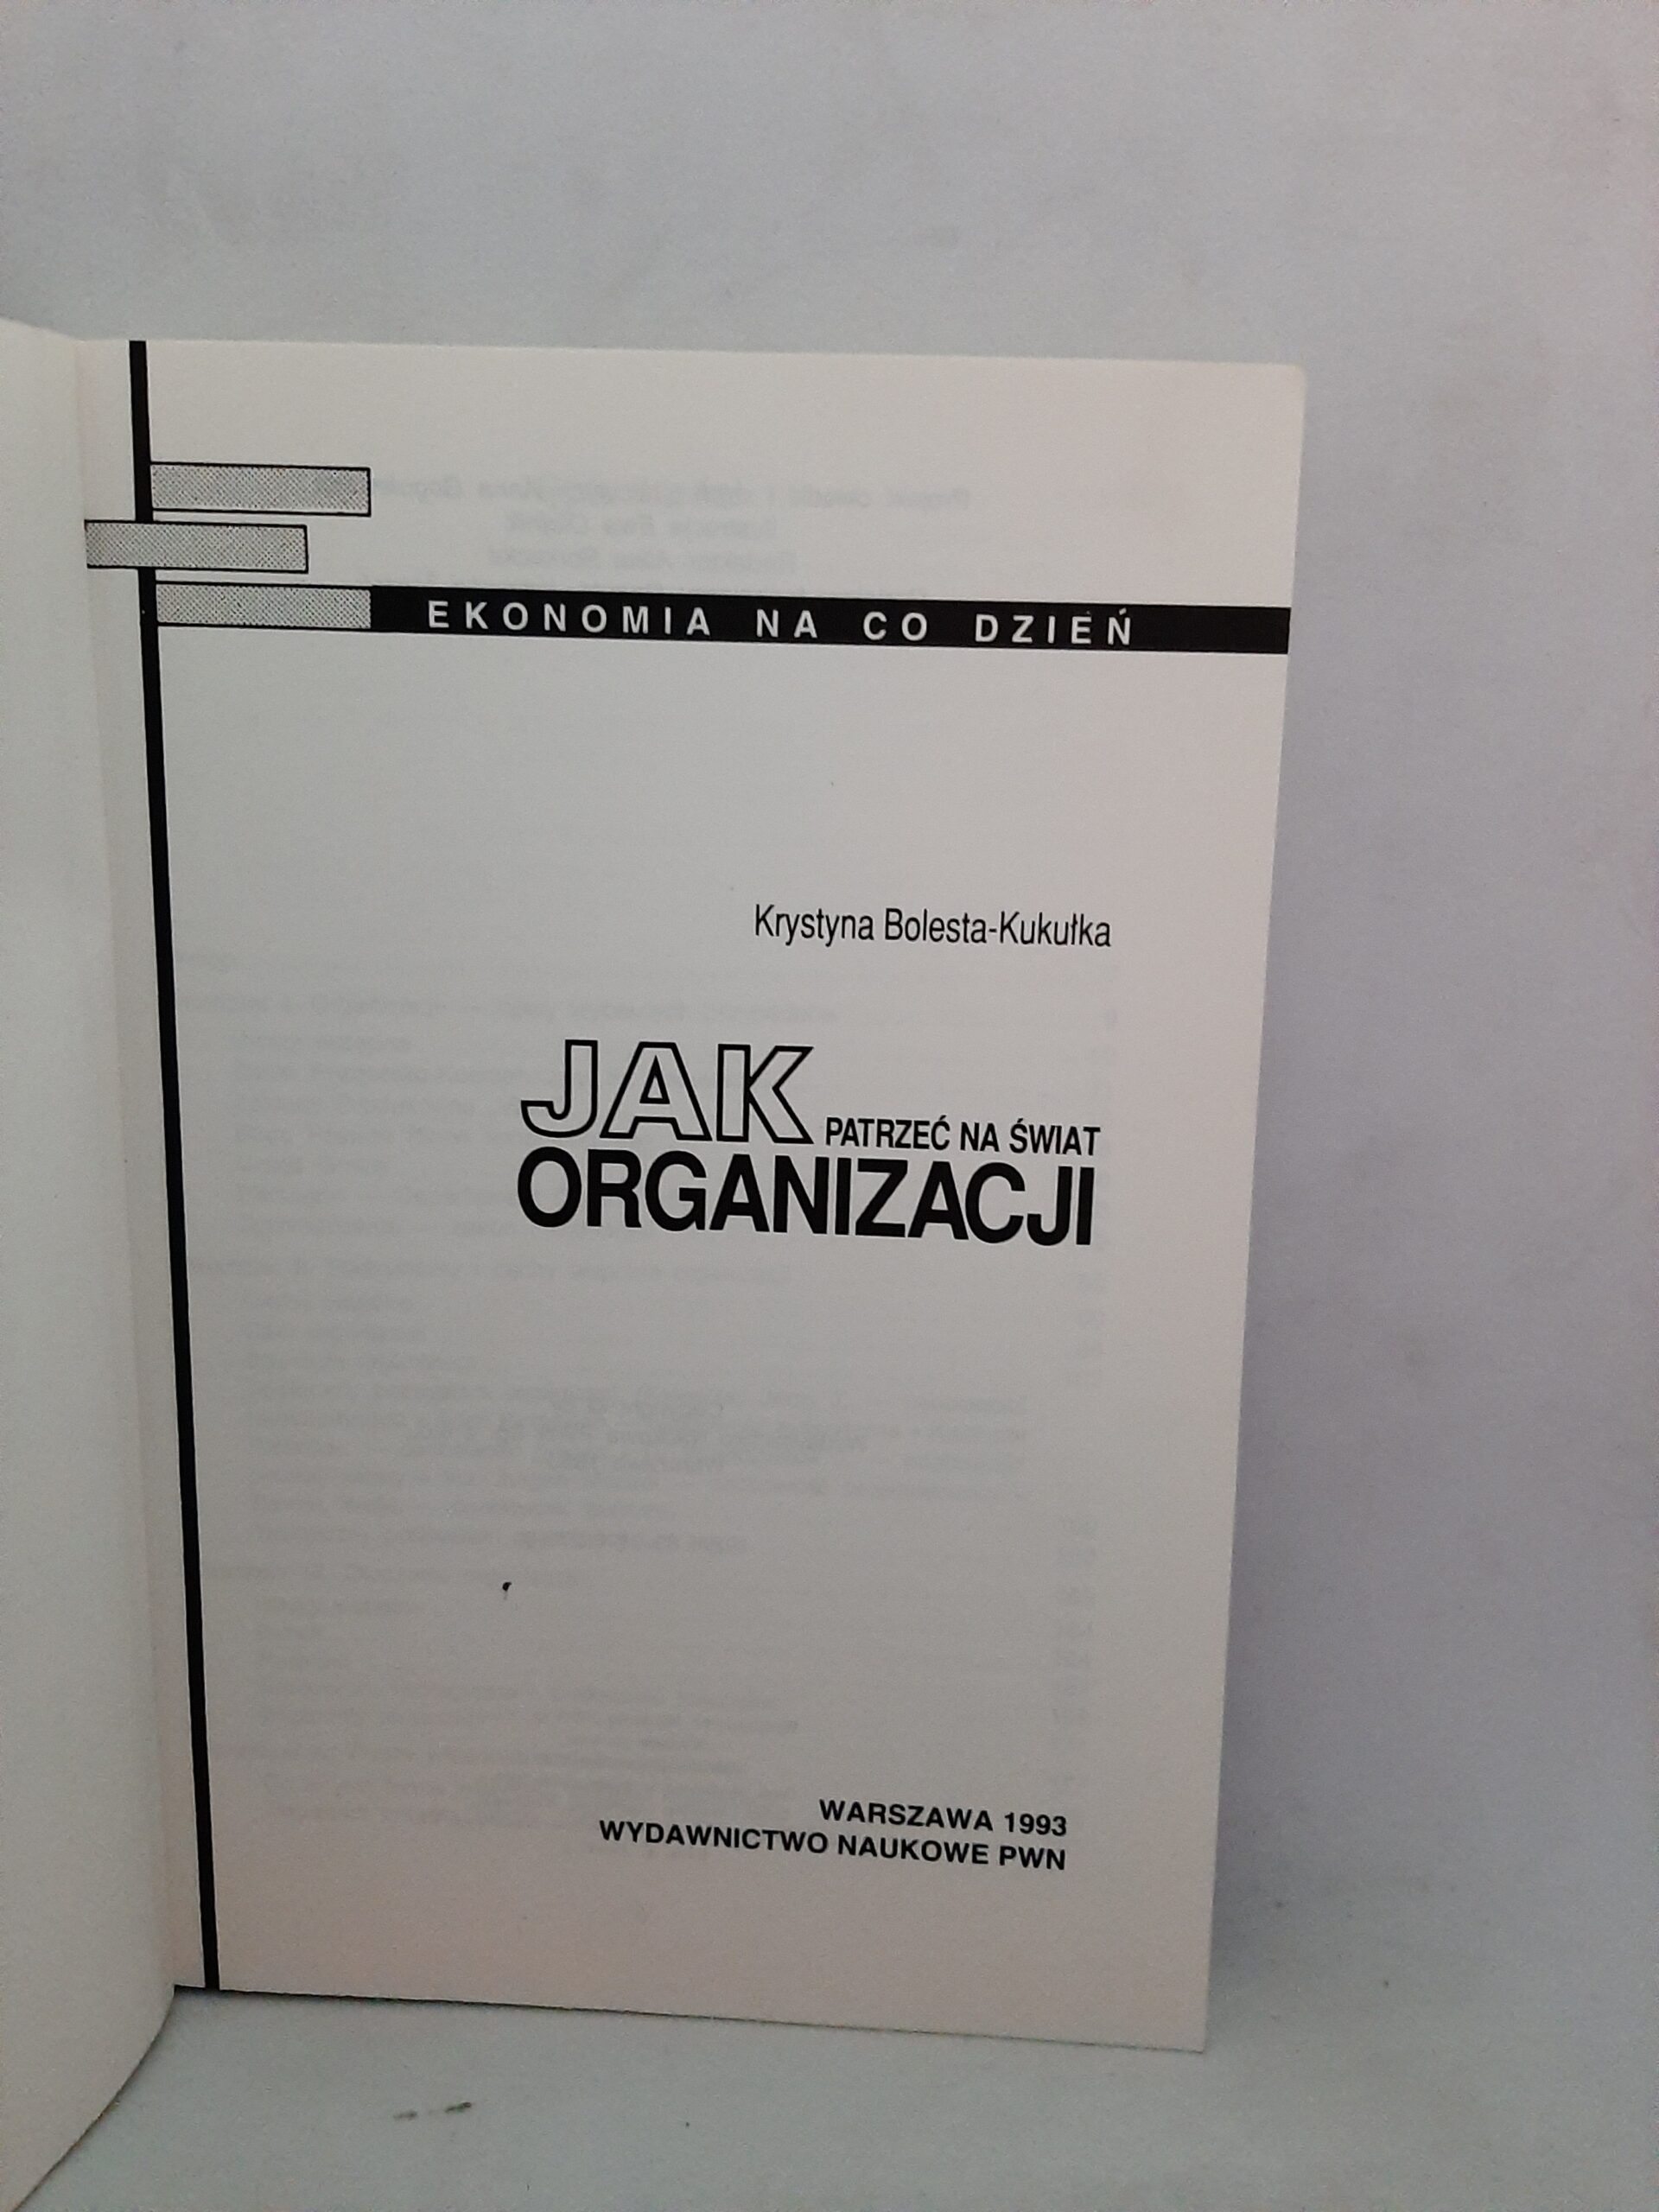 EKONOMIA NA CO DZIEŃ
Krystyna Bolesta-Kukułka
JAK PATRZEĆ NA ŚWIAT
ORGANIZACJI
WARSZAWA 1993
WYDAWNICTWO NAUKOWE PWN